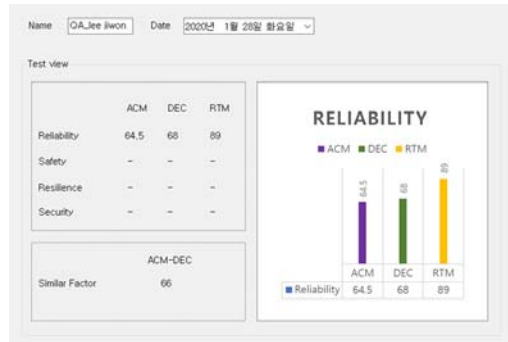 Name QA_lee jiwon Date 2020년 1월 28일 화요일
Test view
ACM DEC RTM
Reliability 64.5 68 89
Safety - - -
Resilience - - -
Security - - -
ACM-DEC
Similar Factor 66
RELIABILITY
ACM DEC RTM
64.5 68 89
ACM DEC RTM
Reliability 64.5 68 89